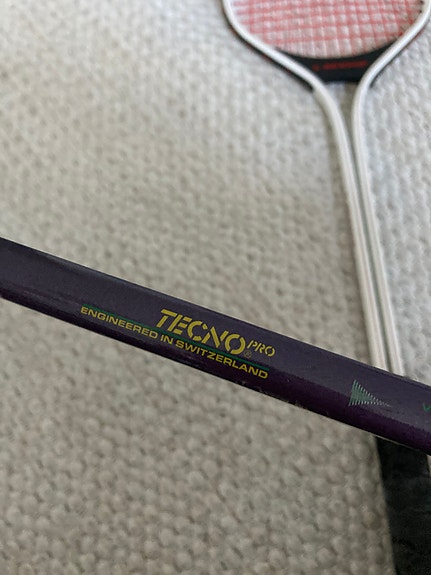 TECNO PRO®
ENGINEERED IN SWITZERLAND